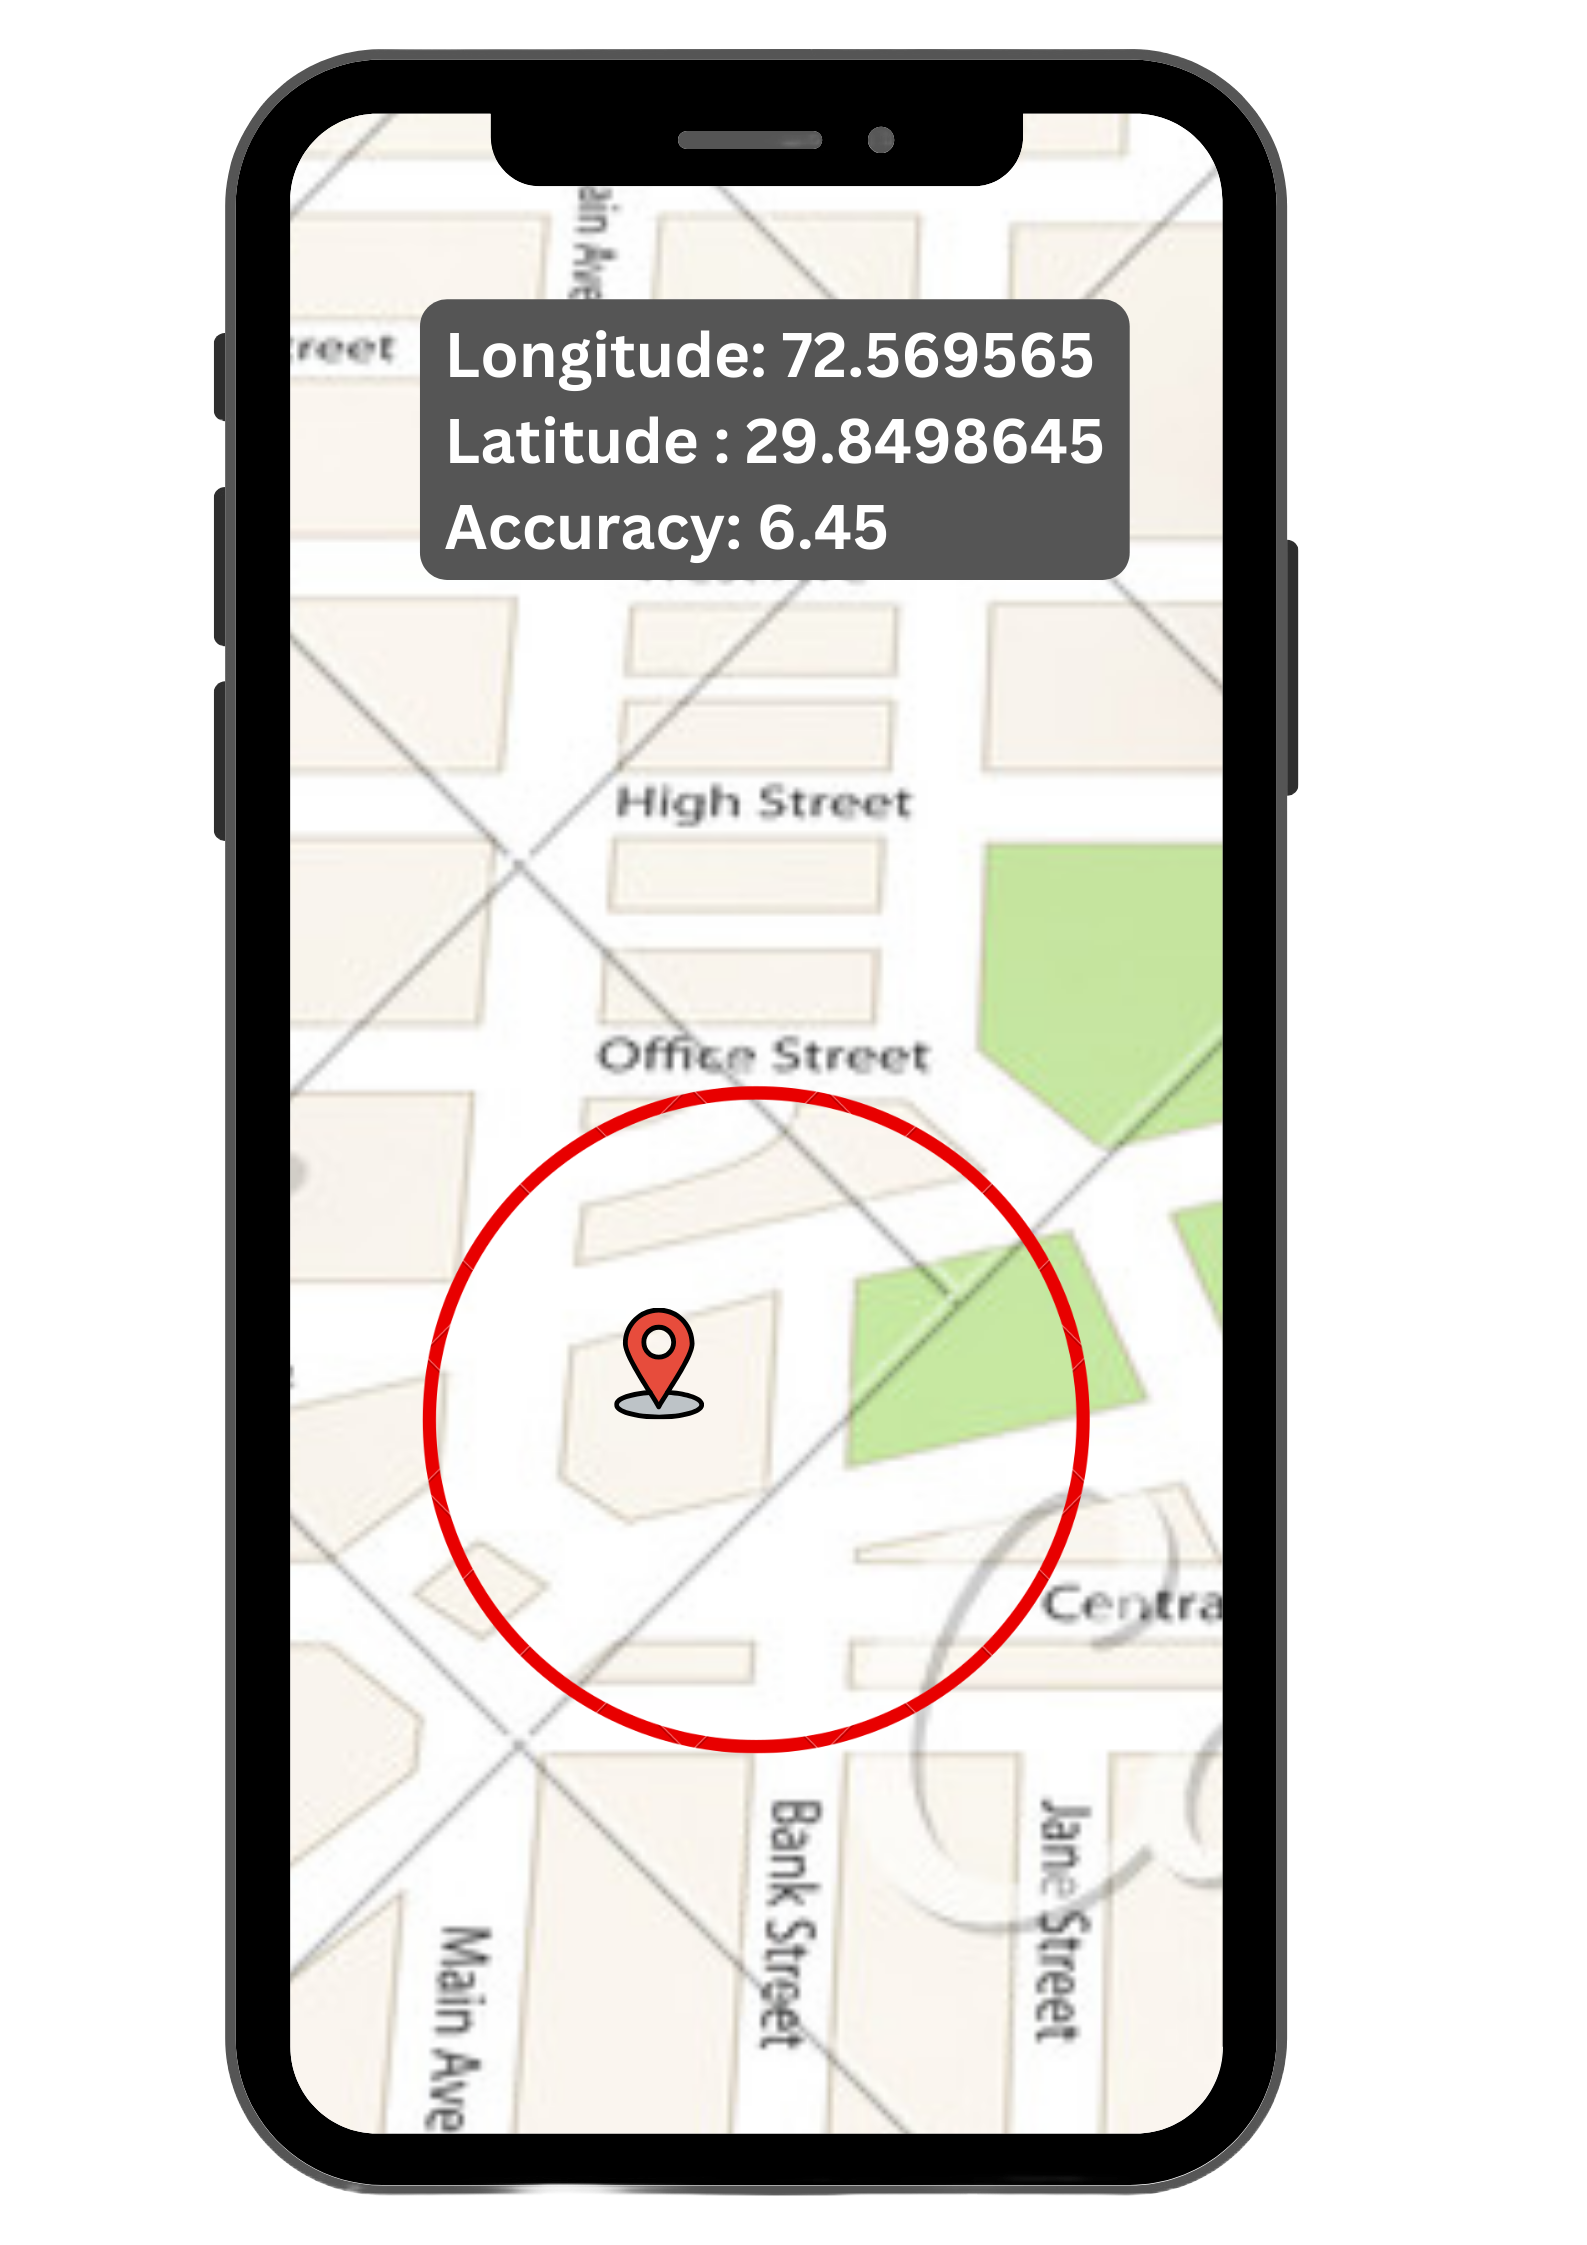 ain Ave
treet
Longitude: 72.569565
Latitude : 29.8498645
Accuracy: 6.45
High Street
Office Street
Centra
Bank Street
Jane Street
Main Ave